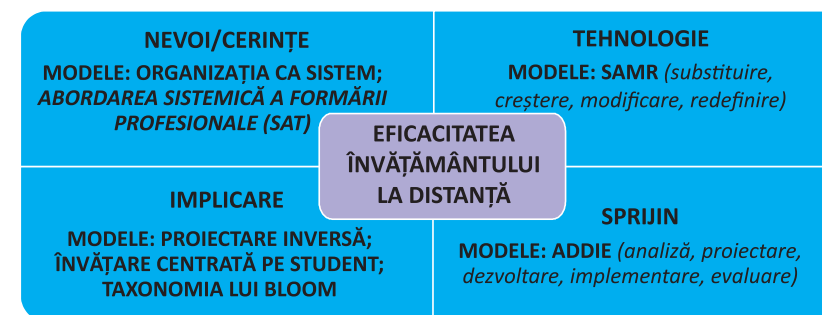 NEVOI/CERINȚE
MODELE: ORGANIZAȚIA CA SISTEM;
ABORDAREA SISTEMICĂ A FORMĂRII
PROFESIONALE (SAT)
TEHNOLOGIE
MODELE: SAMR (substituire,
creștere, modificare, redefinire)
EFICACITATEA
ÎNVĂȚĂMÂNTULUI
LA DISTANȚĂ
IMPLICARE
MODELE: PROIECTARE INVERSĂ;
ÎNVĂȚARE CENTRATĂ PE STUDENT;
TAXONOMIA LUI BLOOM
SPRIJIN
MODELE: ADDIE (analiză, proiectare,
dezvoltare, implementare, evaluare)